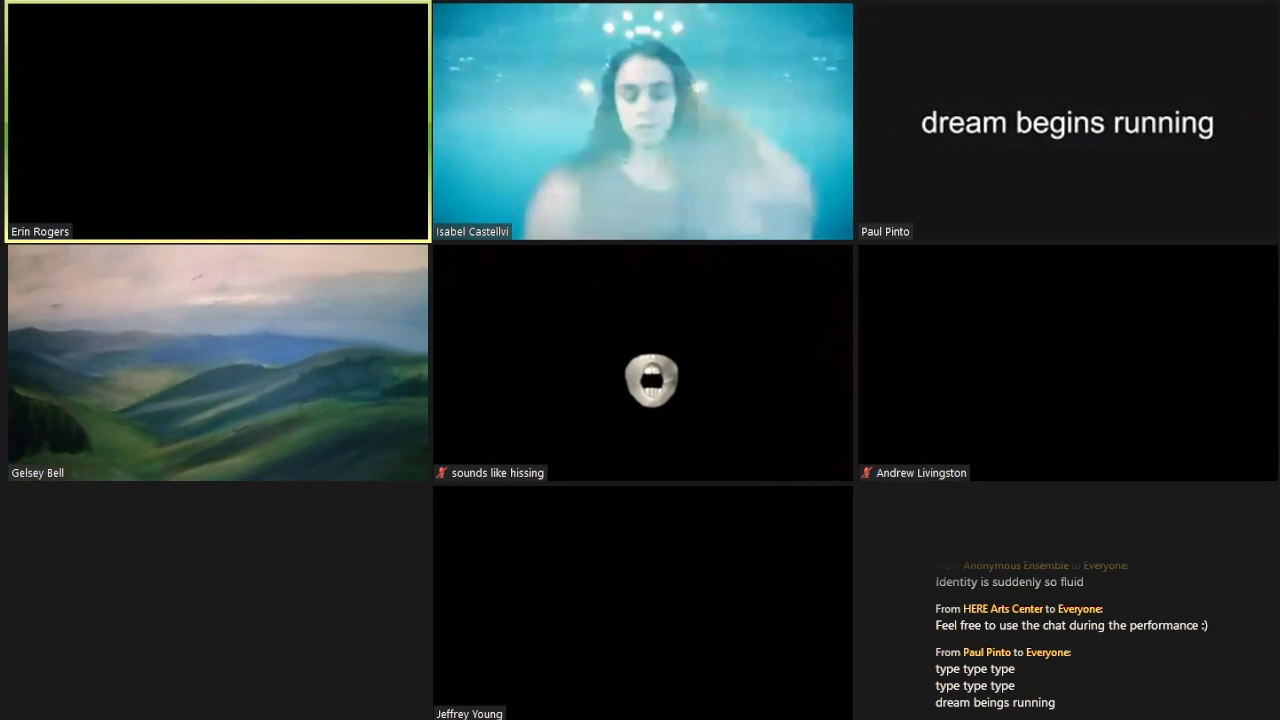 dream begins running
Erin Rogers
Isabel Castellvi
Paul Pinto
Gelsey Bell
sounds like hissing
Andrew Livingston
Jeffrey Young
From Anonymous Ensemble to Everyone:
Identity is suddenly so fluid
From HERE Arts Center to Everyone:
Feel free to use the chat during the performance :)
From Paul Pinto to Everyone:
type type type
type type type
dream beings running